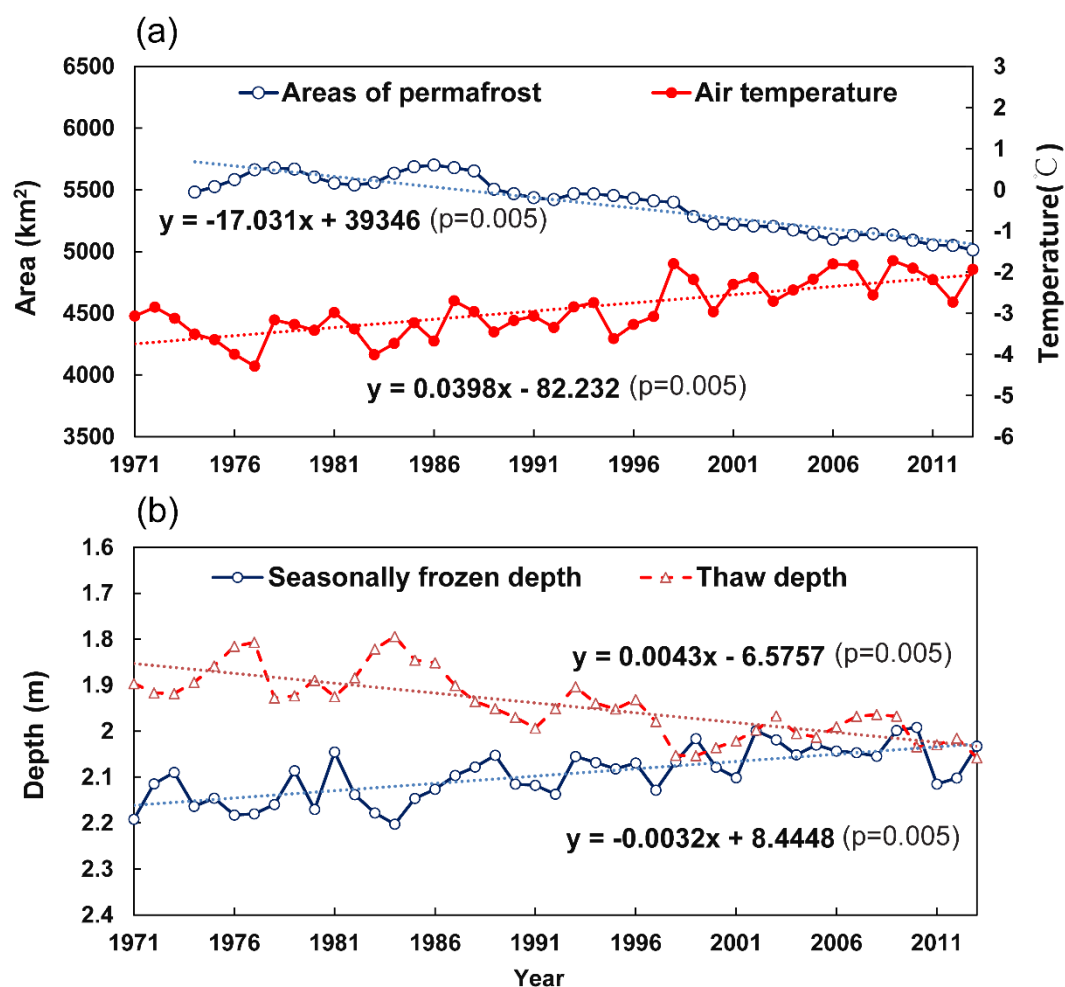 (a)
Areas of permafrost
Air temperature
6500
6000
5500
5000
4500
4000
3500
Area (km²)
3
2
1
0
-1
-2
-3
-4
-5
-6
Temperature(℃)
y = -17.031x + 39346 (p=0.005)
y = 0.0398x - 82.232 (p=0.005)
1971 1976 1981 1986 1991 1996 2001 2006 2011
(b)
Seasonally frozen depth
Thaw depth
1.6
1.7
1.8
1.9
2
2.1
2.2
2.3
2.4
Depth (m)
y = 0.0043x - 6.5757 (p=0.005)
y = -0.0032x + 8.4448 (p=0.005)
1971 1976 1981 1986 1991 1996 2001 2006 2011
Year